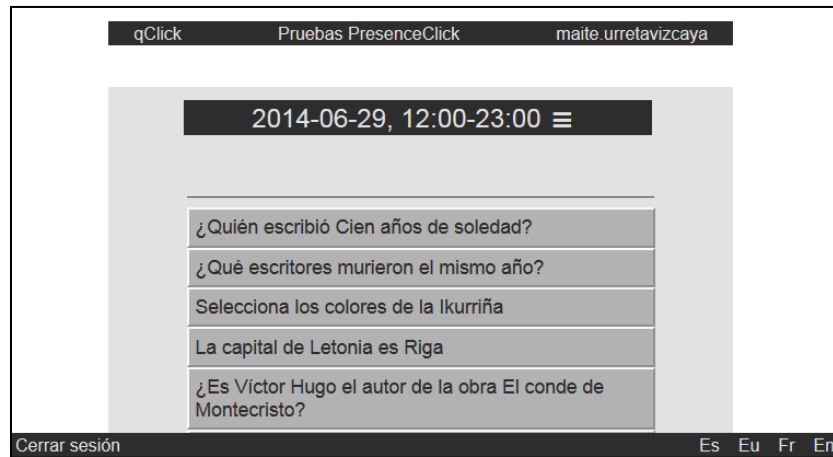 qClick Pruebas PresenceClick maite.urretavizcaya
2014-06-29, 12:00-23:00
¿Quién escribió Cien años de soledad?
¿Qué escritores murieron el mismo año?
Selecciona los colores de la Ikurriña
La capital de Letonia es Riga
¿Es Víctor Hugo el autor de la obra El conde de
Montecristo?
Cerrar sesión Es Eu Fr En